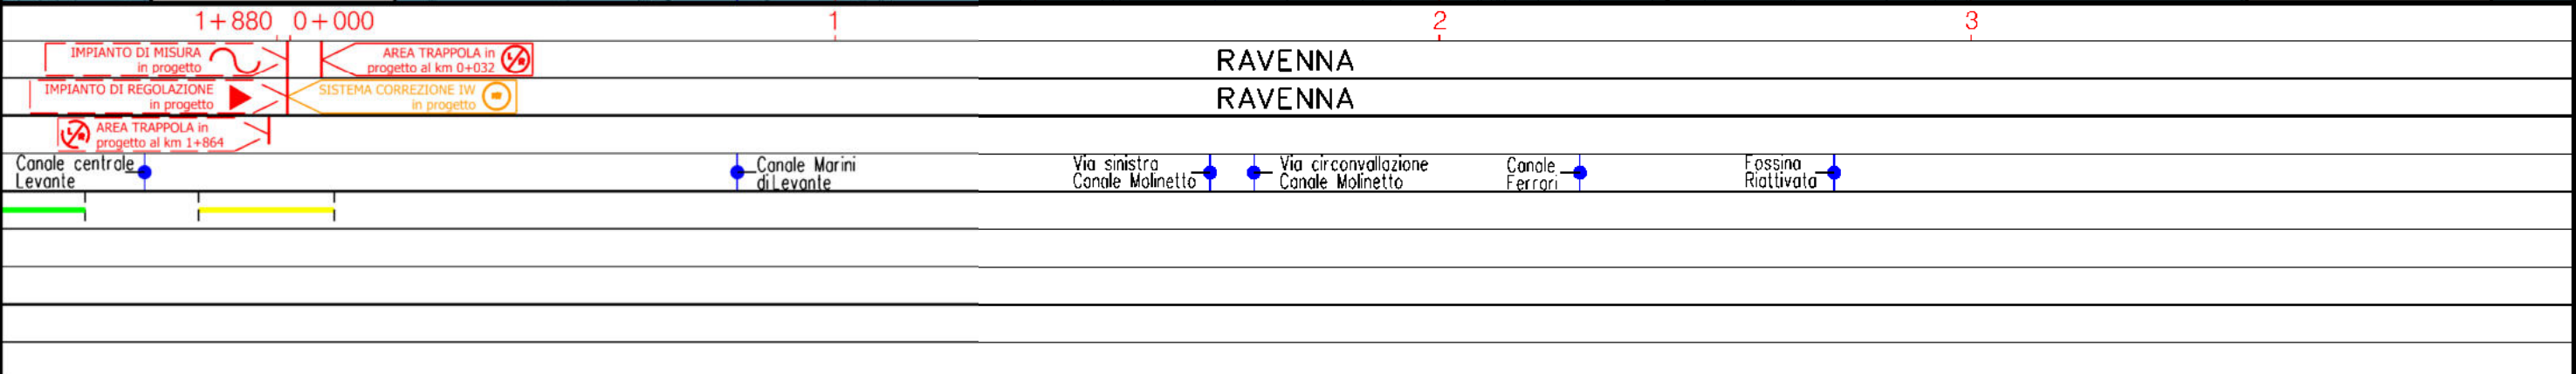 1+880 0+000 1 2 3
IMPIANTO DI MISURA
in progetto
AREA TRAPPOLA in
progetto al km 0+032
RAVENNA
IMPIANTO DI REGOLAZIONE
in progetto
SISTEMA CORREZIONE IW
in progetto
RAVENNA
AREA TRAPPOLA in
progetto al km 1+864
Canale centrale
Levante
Canale Marini
di Levante
Via sinistra
Canale Molinetto
Via circonvallazione
Canale Molinetto
Canale
Ferrari
Fossina
Riattivata